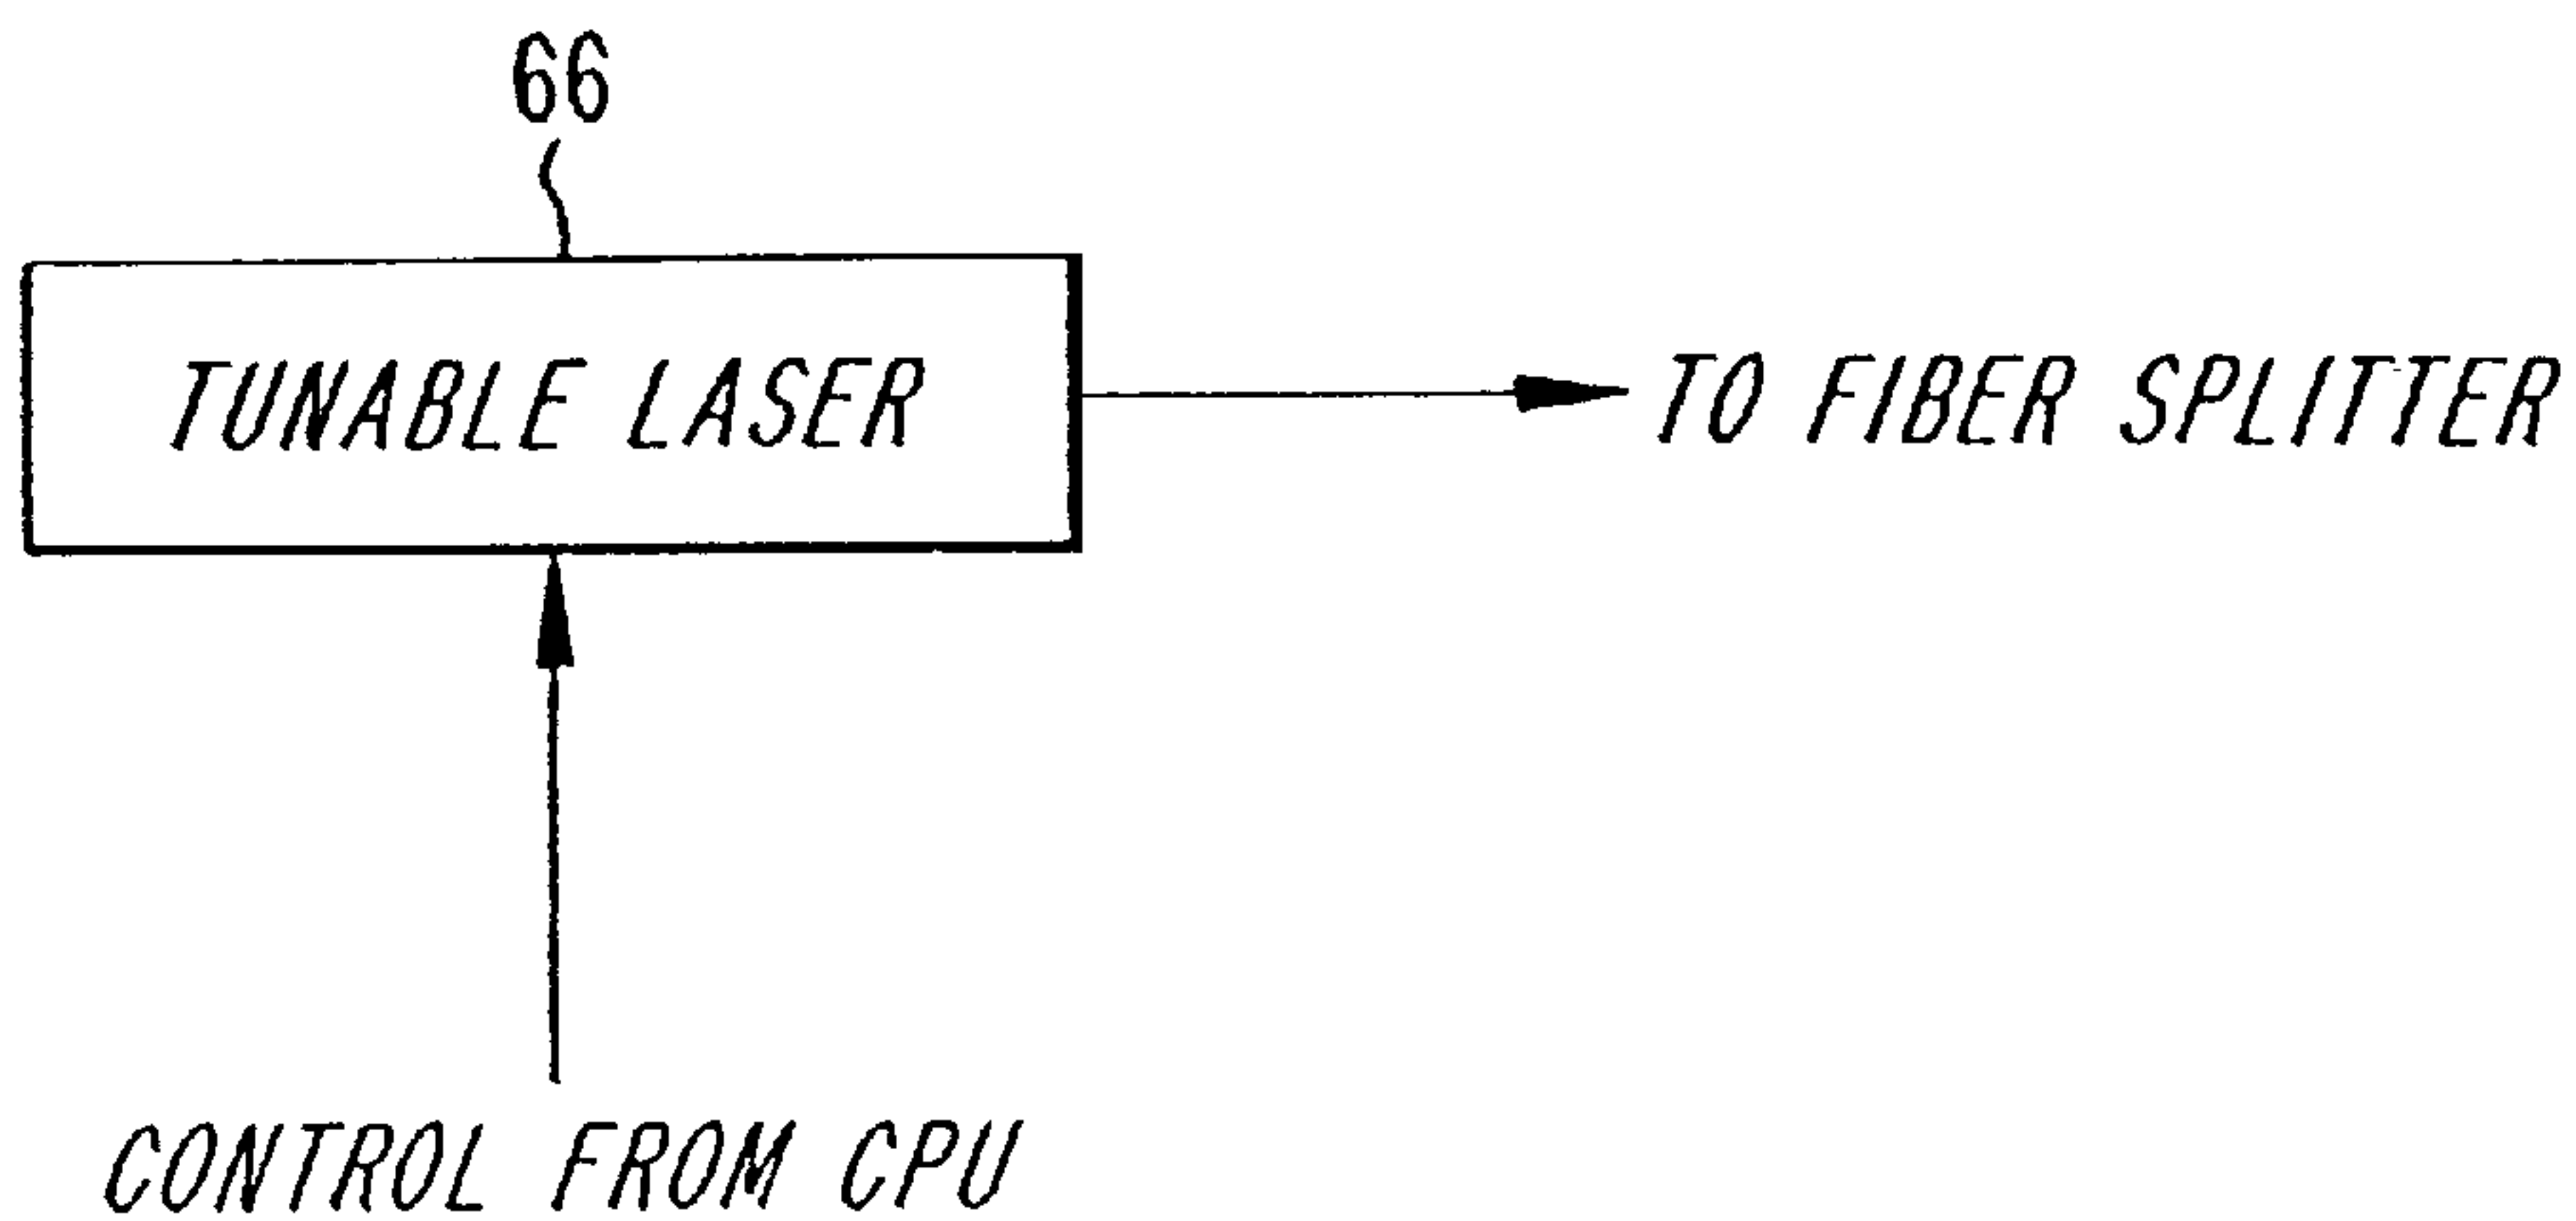 66
TUNABLE LASER
TO FIBER SPLITTER
CONTROL FROM CPU